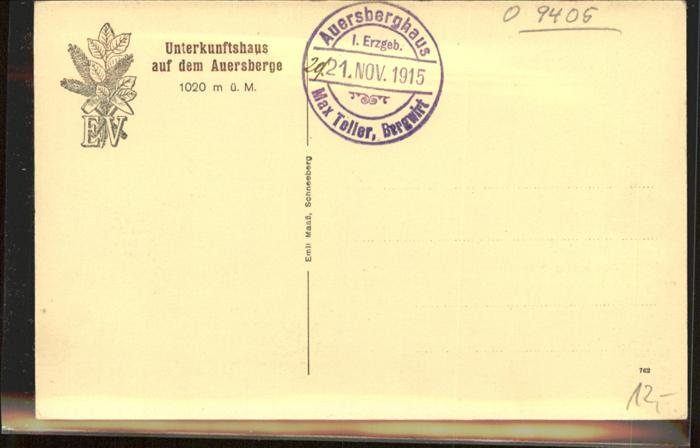 Unterkunftshaus
auf dem Auersberge
1020 m ü. M.
E.V.
Auersberghaus
I. Erzgeb.
21. NOV. 1915
Max Teller, Bergwirt
O 9405
Emil Maaß, Schneeberg
762
12,-